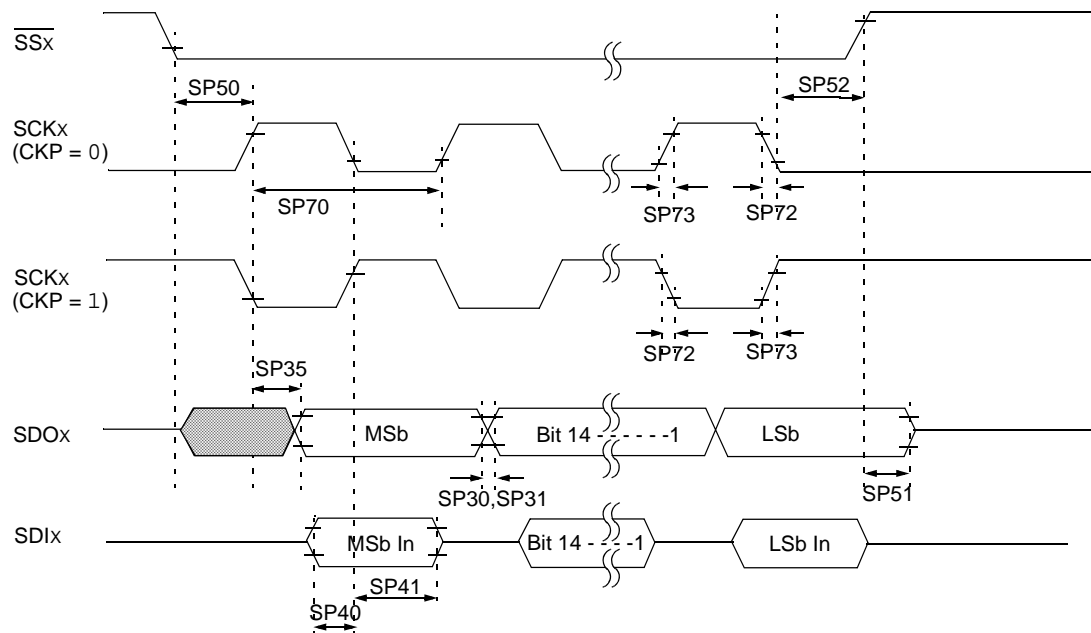 SSx
SP50
SP52
SCKx
(CKP = 0)
SP70
SP73
SP72
SCKx
(CKP = 1)
SP72
SP73
SP35
SDOx
MSb
Bit 14 - - - - - -1
LSb
SP30,SP31
SP51
SDIx
MSb In
Bit 14 - - - -1
LSb In
SP41
SP40